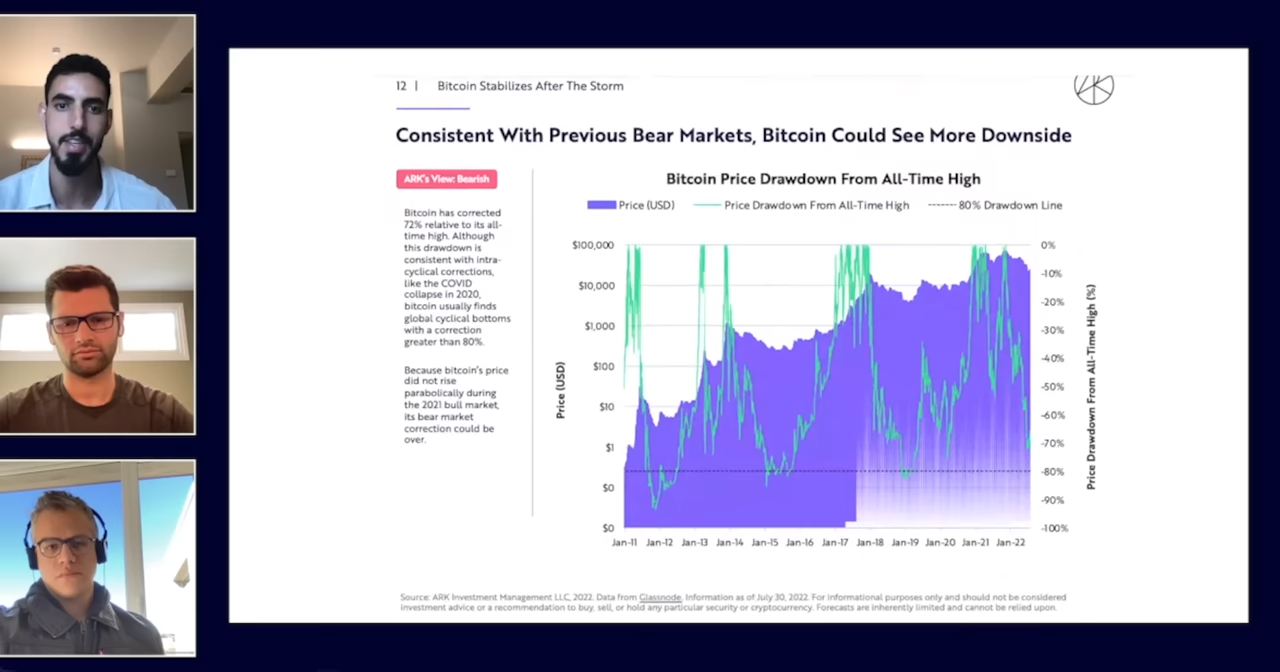 12 | Bitcoin Stabilizes After The Storm
Consistent With Previous Bear Markets, Bitcoin Could See More Downside
ARK's View: Bearish
Bitcoin has corrected
72% relative to its all-
time high. Although
this drawdown is
consistent with intra-
cyclical corrections,
like the COVID
collapse in 2020,
bitcoin usually finds
global cyclical bottoms
with a correction
greater than 80%.
Because bitcoin's price
did not rise
parabolically during
the 2021 bull market,
its bear market
correction could be
over.
Bitcoin Price Drawdown From All-Time High
Price (USD) Price Drawdown From All-Time High 80% Drawdown Line
Price (USD)
$100,000
$10,000
$1,000
$100
$10
$1
$0
$0
0%
-10%
-20%
-30%
-40%
-50%
-60%
-70%
-80%
-90%
-100%
Price Drawdown From All-Time High (%)
Jan-11 Jan-12 Jan-13 Jan-14 Jan-15 Jan-16 Jan-17 Jan-18 Jan-19 Jan-20 Jan-21 Jan-22
Source: ARK Investment Management LLC, 2022. Data from Glassnode. Information as of July 30, 2022. For informational purposes only and should not be considered
investment advice or a recommendation to buy, sell, or hold any particular security or cryptocurrency. Forecasts are inherently limited and cannot be relied upon.